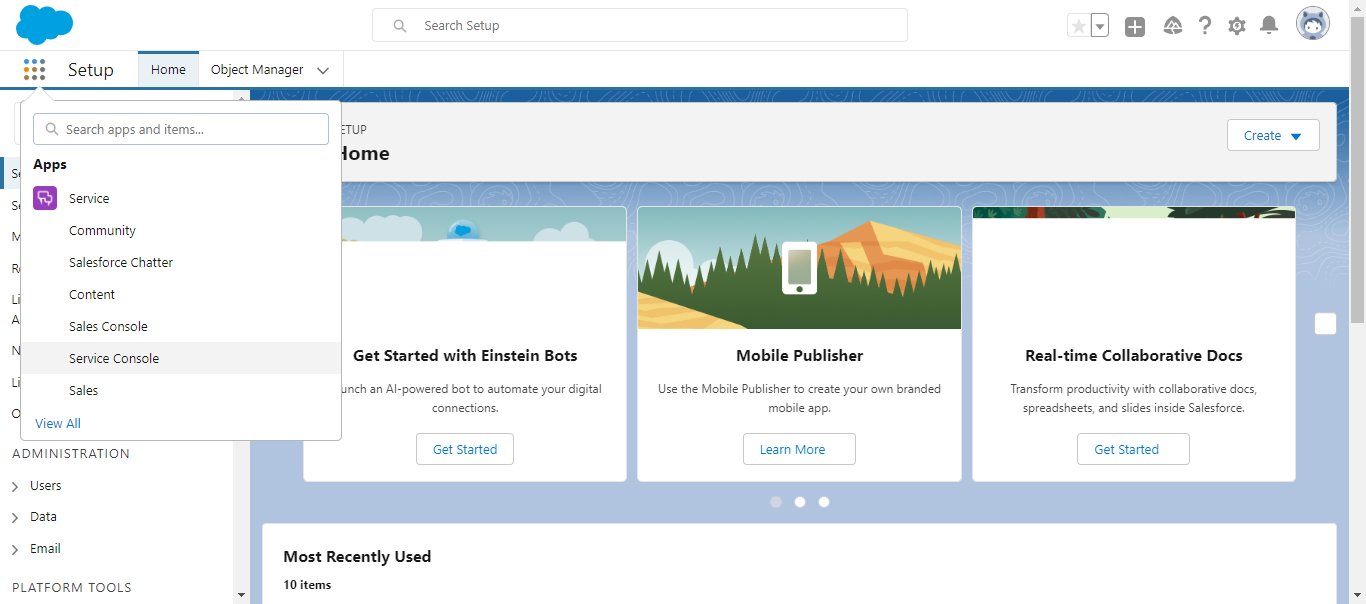 Search Setup
Setup
Home
Object Manager
Search apps and items...
Apps
Service
Community
Salesforce Chatter
Content
Sales Console
Service Console
Sales
View All
ADMINISTRATION
Users
Data
Email
PLATFORM TOOLS
Home
Create
Get Started with Einstein Bots
an AI-powered bot to automate your digital
connections.
Get Started
Mobile Publisher
Use the Mobile Publisher to create your own branded
mobile app.
Learn More
Real-time Collaborative Docs
Transform productivity with collaborative docs,
spreadsheets, and slides inside Salesforce.
Get Started
Most Recently Used
10 items